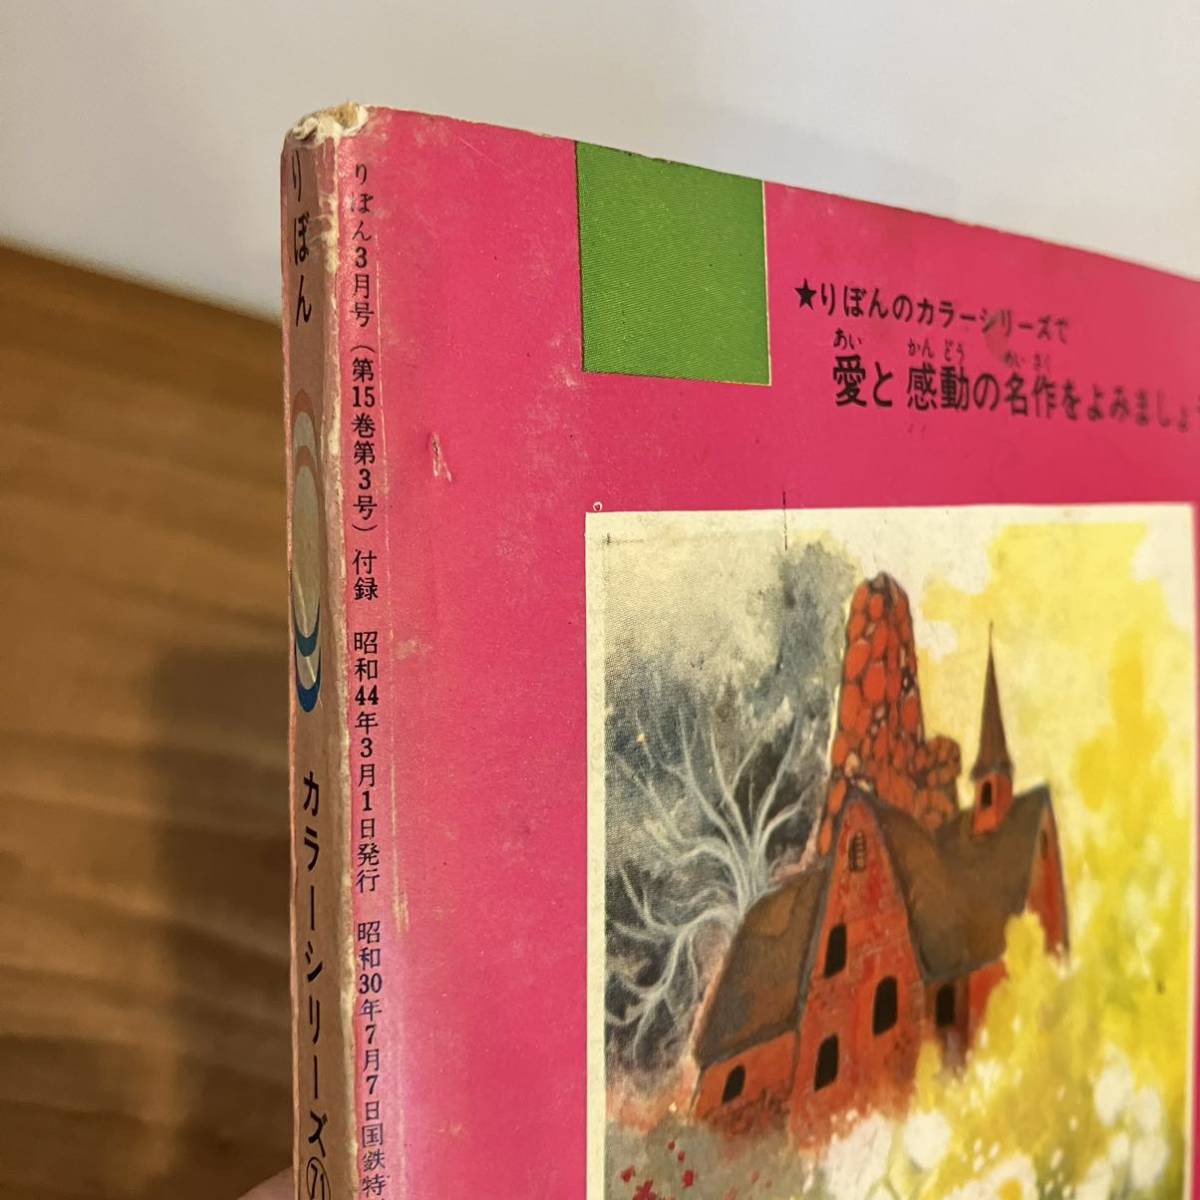 りぼん カラーシリーズ 71
りぼん3月号(第15巻第3号)付録 昭和44年3月1日発行 昭和30年7月7日国鉄特
★りぼんのカラーシリーズで
あい かんどう めいさく
愛と感動の名作をよみましょ